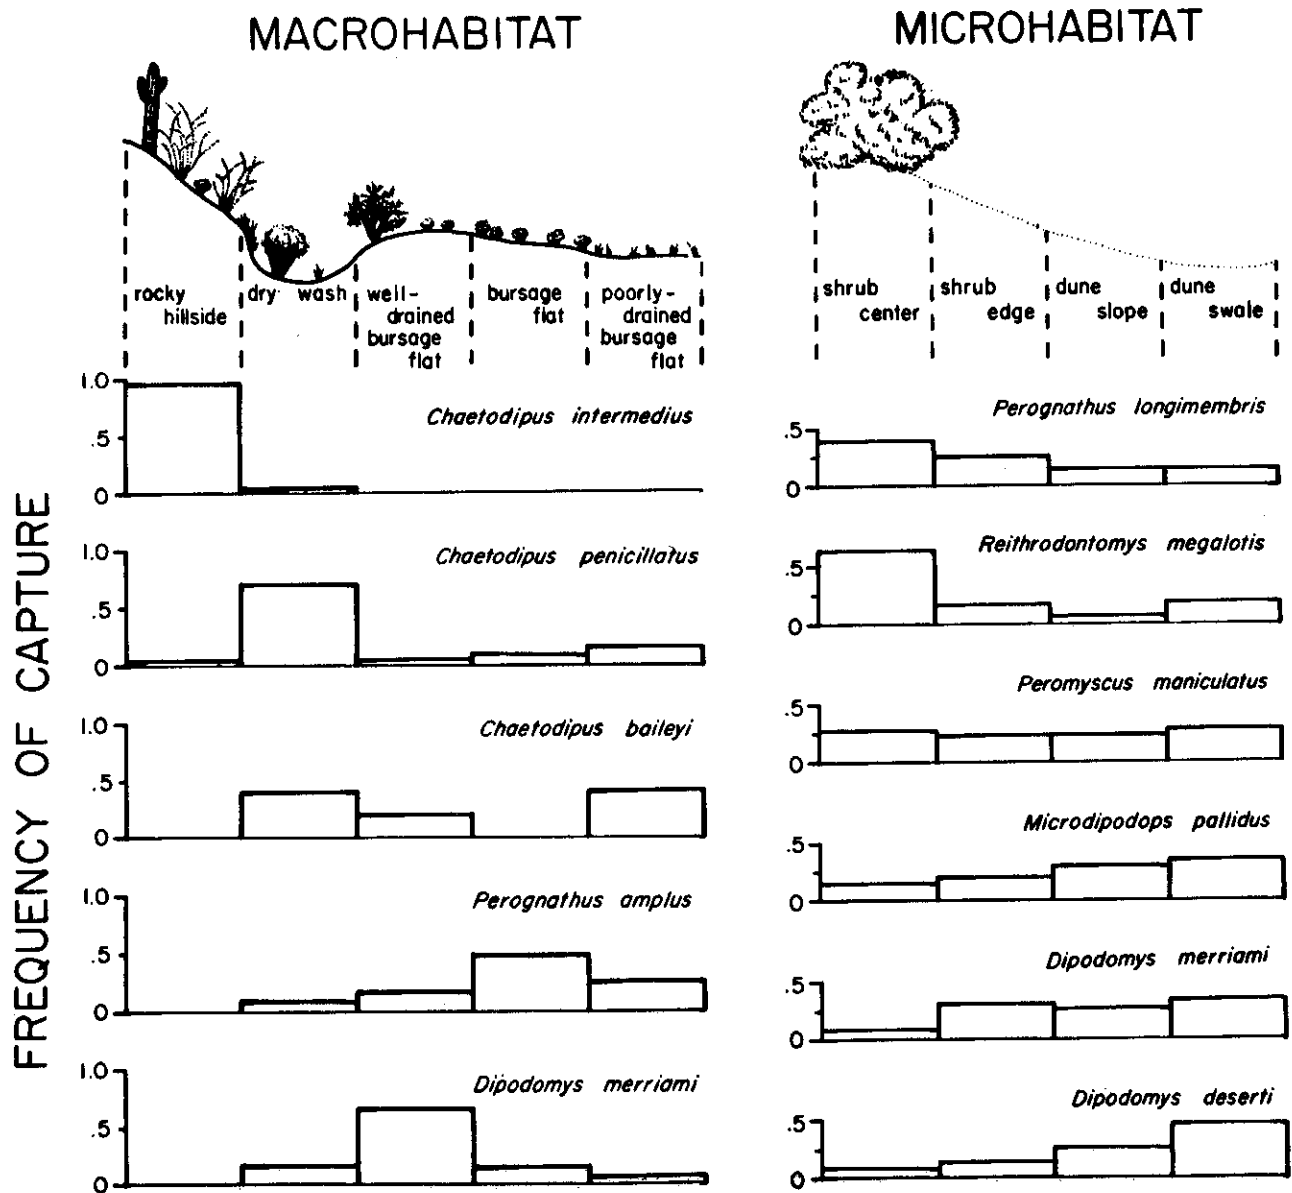 MACROHABITAT
rocky
hillside
dry wash
well-
drained
bursage
flat
bursage
flat
poorly-
drained
bursage
flat
FREQUENCY OF CAPTURE
1.0
.5
0
Chaetodipus intermedius
1.0
.5
0
Chaetodipus penicillatus
1.0
.5
0
Chaetodipus baileyi
1.0
.5
0
Perognathus amplus
1.0
.5
0
Dipodomys merriami
MICROHABITAT
shrub
center
shrub
edge
dune
slope
dune
swale
Perognathus longimembris
.5
0
Reithrodontomys megalotis
.5
0
Peromyscus maniculatus
.5
0
Microdipodops pallidus
.5
0
Dipodomys merriami
.5
0
Dipodomys deserti
.5
0